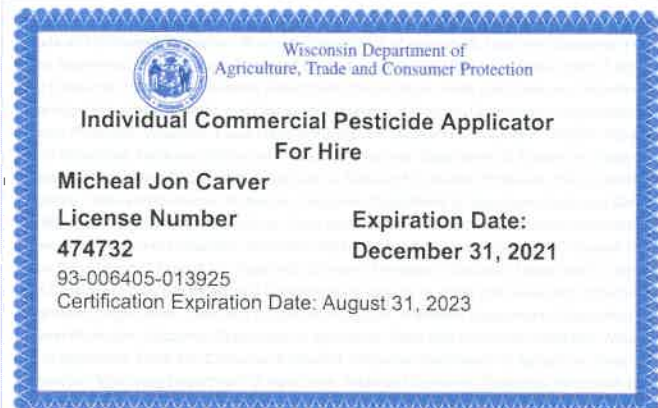 Wisconsin Department of
Agriculture, Trade and Consumer Protection
Individual Commercial Pesticide Applicator
For Hire
Micheal Jon Carver
License Number
Expiration Date:
474732
December 31, 2021
93-006405-013925
Certification Expiration Date: August 31, 2023